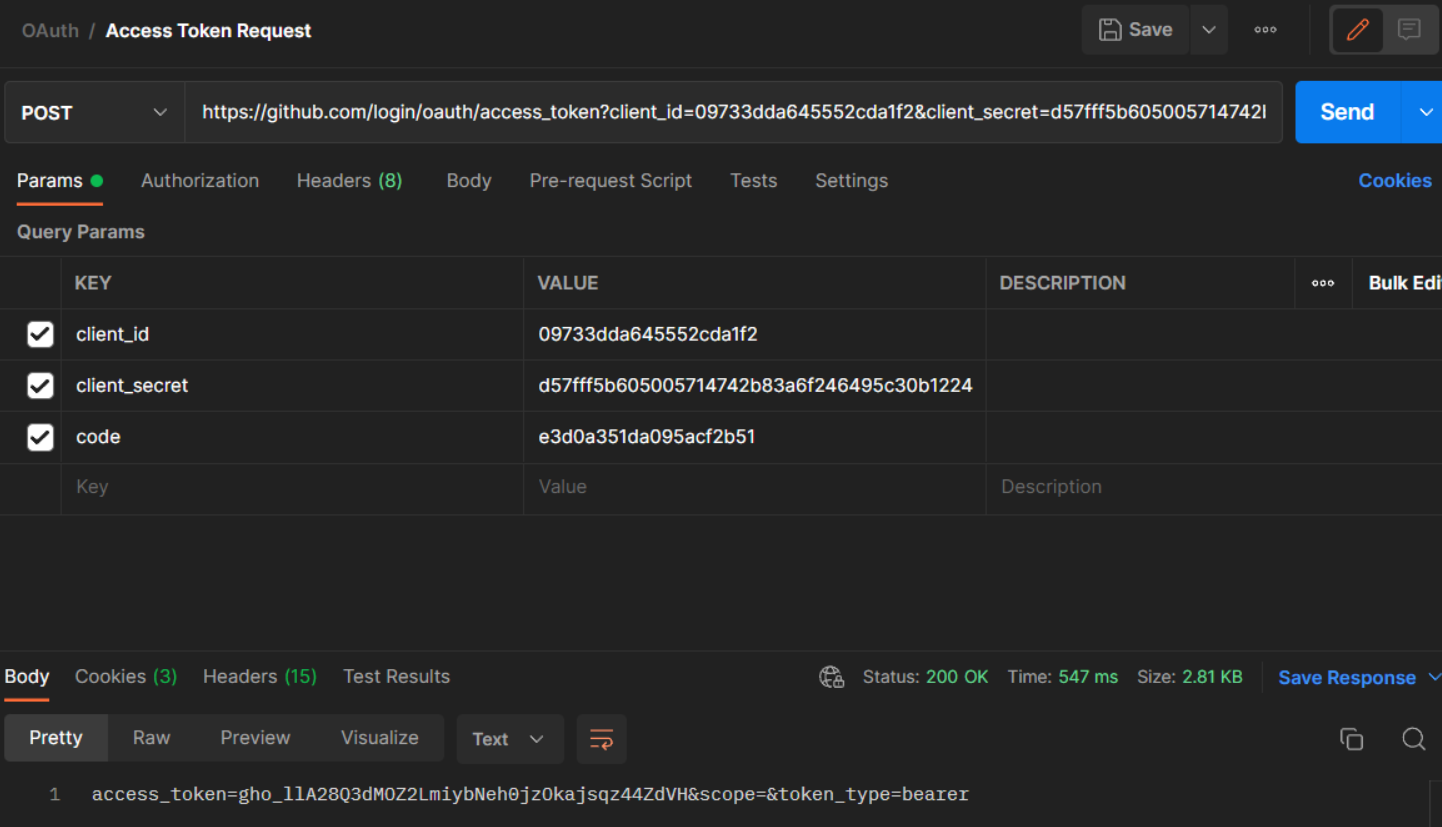 OAuth / Access Token Request Save
POST https://github.com/login/oauth/access_token?client_id=09733dda645552cda1f2&client_secret=d57fff5b605005714742l Send
Params Authorization Headers (8) Body Pre-request Script Tests Settings Cookies
Query Params
KEY VALUE DESCRIPTION Bulk Edi
client_id 09733dda645552cda1f2
client_secret d57fff5b605005714742b83a6f246495c30b1224
code e3d0a351da095acf2b51
Key Value Description
Body Cookies (3) Headers (15) Test Results Status: 200 OK Time: 547 ms Size: 2.81 KB Save Response
Pretty Raw Preview Visualize Text
1 access_token=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&scope=&token_type=bearer